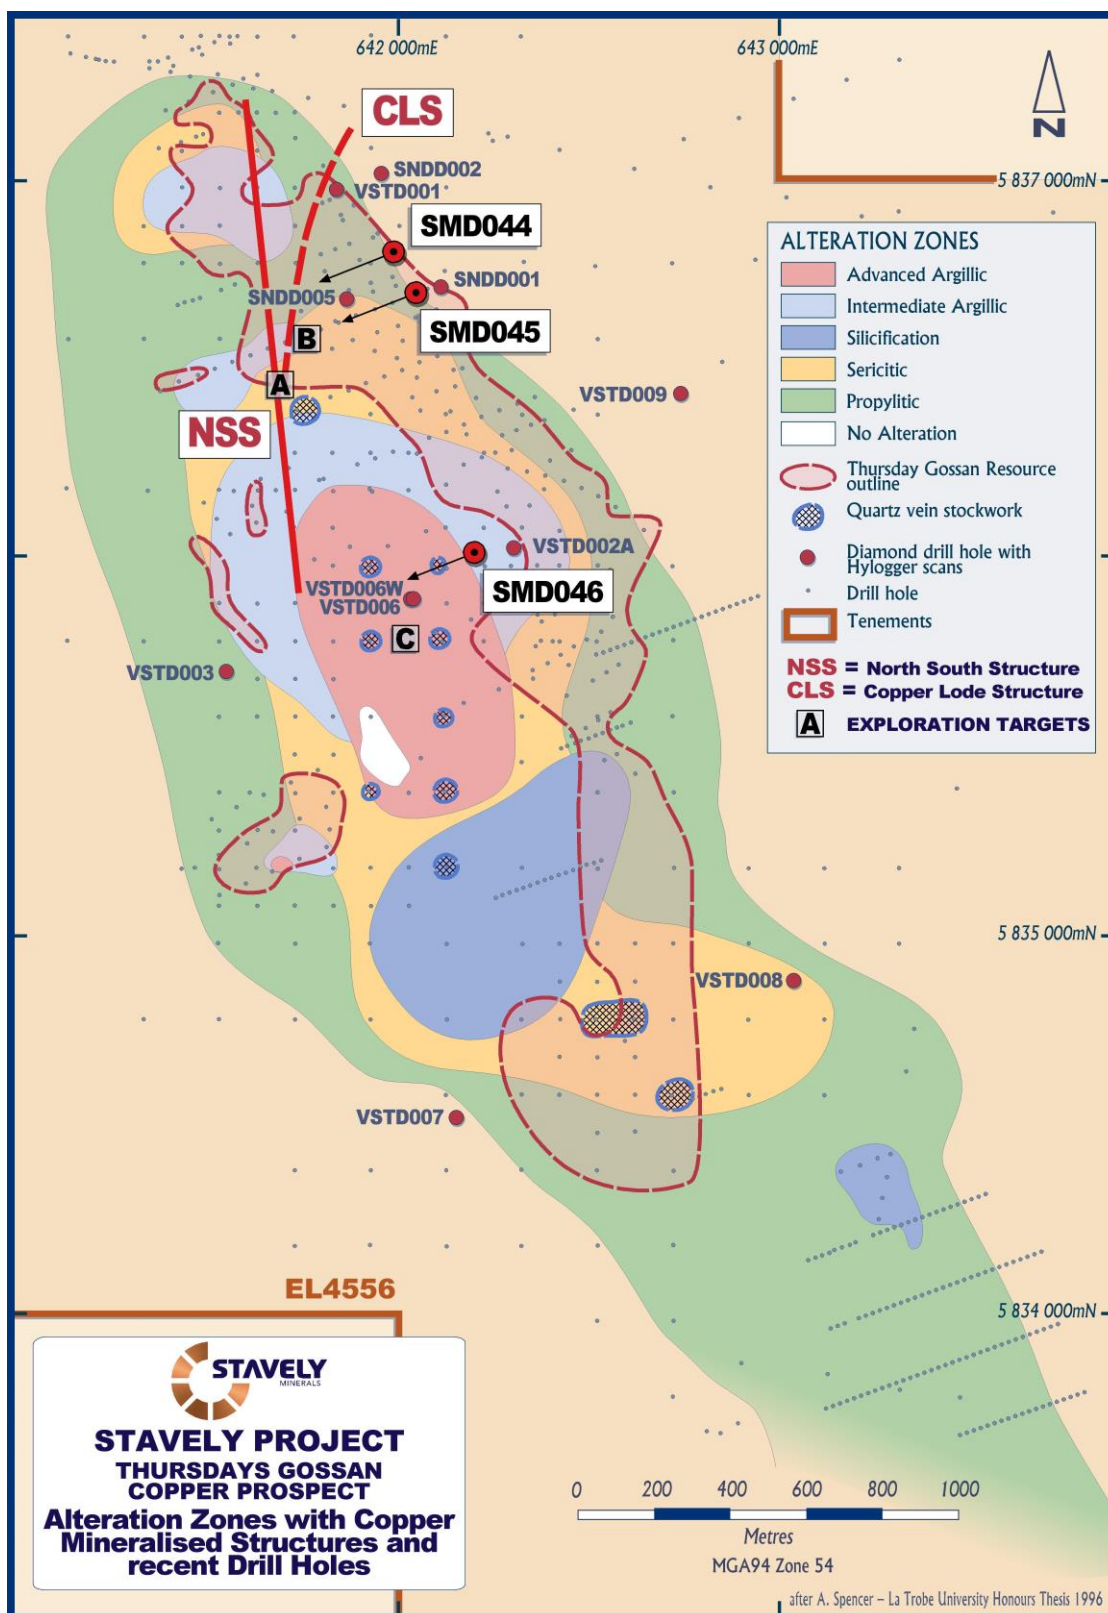 642 000mE
643 000mE
CLS
N
SNDD002
VSTD001
5 837 000mN
SMD044
SNDD001
SNDD005
SMD045
B
A
VSTD009
NSS
ALTERATION ZONES
Advanced Argillic
Intermediate Argillic
Silicification
Sericitic
Propylitic
No Alteration
Thursday Gossan Resource
outline
Quartz vein stockwork
Diamond drill hole with
Hylogger scans
Drill hole
Tenements
NSS = North South Structure
CLS = Copper Lode Structure
A EXPLORATION TARGETS
VSTD002A
VSTD006W
VSTD006
SMD046
C
VSTD003
5 835 000mN
VSTD008
VSTD007
EL4556
5 834 000mN
STAVELY
MINERALS
STAVELY PROJECT
THURSDAYS GOSSAN
COPPER PROSPECT
Alteration Zones with Copper
Mineralised Structures and
recent Drill Holes
0 200 400 600 800 1000
Metres
MGA94 Zone 54
after A. Spencer – La Trobe University Honours Thesis 1996